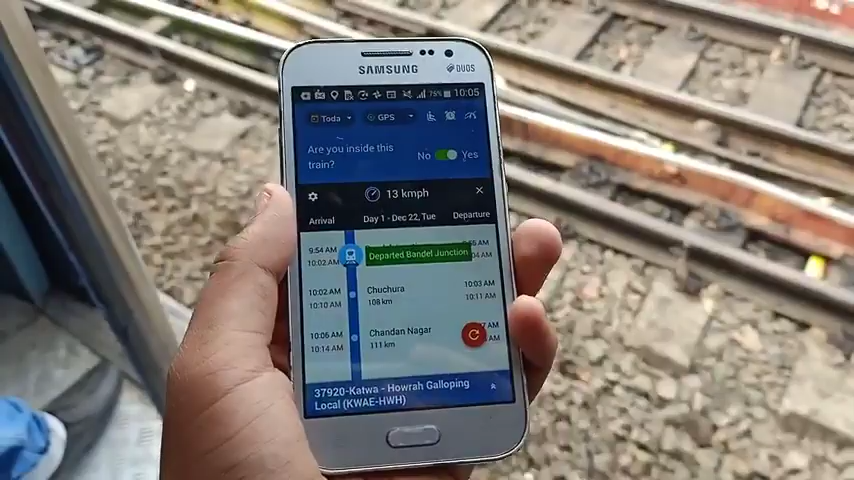 SAMSUNG
DUOS
75% 10:05
Toda GPS
Are you inside this
train?
No Yes
13 kmph
Arrival Day 1 - Dec 22, Tue Departure
9:54 AM
10:02 AM Departed Bandel Junction
10:02 AM Chuchura 10:03 AM
10:10 AM 108 km 10:11 AM
10:06 AM Chandan Nagar
10:14 AM 111 km
37920-Katwa - Howrah Galloping
Local (KWAE-HWH)